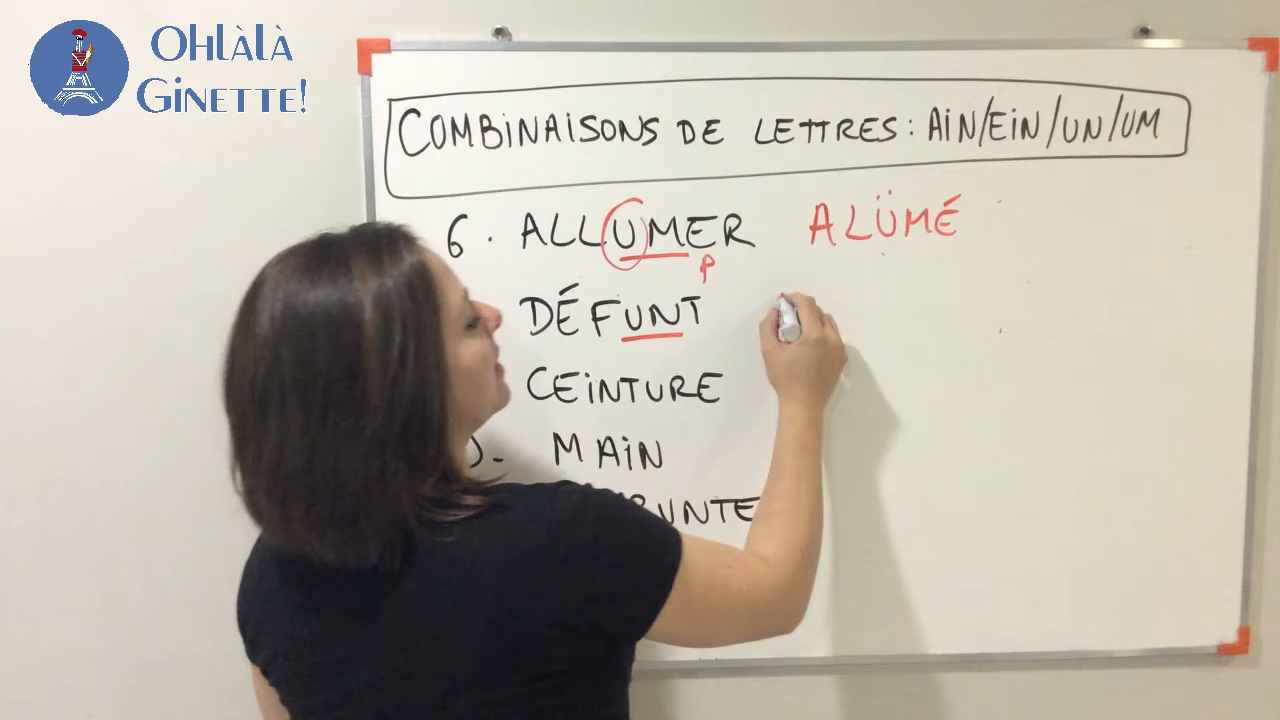 OHLÀLÀ
GINETTE!
COMBiNAiSONS DE LETTRES: AiN/EiN/UN/UM
6. ALLUMER ALÜMÉ
P
DÉFUNT
CEiNTURE
MAiN